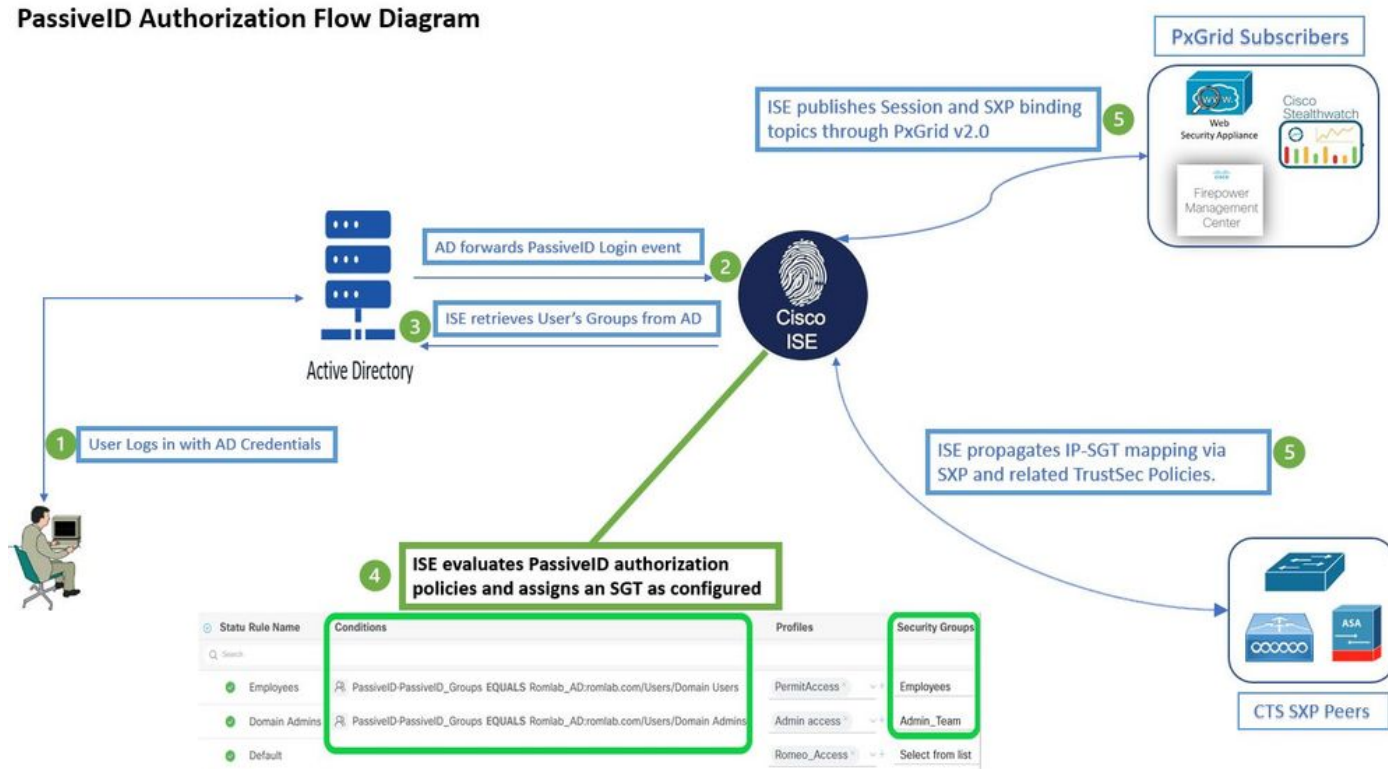 PassiveID Authorization Flow Diagram
PxGrid Subscribers
ISE publishes Session and SXP binding
topics through PxGrid v2.0
5
www.
Web
Security Appliance
Cisco
Stealthwatch
CISCO
Firepower
Management
Center
AD forwards PassiveID Login event
2
3
ISE retrieves User's Groups from AD
Cisco
ISE
Active Directory
1
User Logs in with AD Credentials
ISE propagates IP-SGT mapping via
SXP and related TrustSec Policies.
5
4
ISE evaluates PassiveID authorization
policies and assigns an SGT as configured
ASA
CTS SXP Peers
Statu Rule Name Conditions Profiles Security Groups
Search
Employees PassiveID-PassiveID_Groups EQUALS Romlab_AD:romlab.com/Users/Domain Users PermitAccess × Employees
Domain Admins PassiveID-PassiveID_Groups EQUALS Romlab_AD:romlab.com/Users/Domain Admins Admin access × Admin_Team
Default Romeo_Access × Select from list